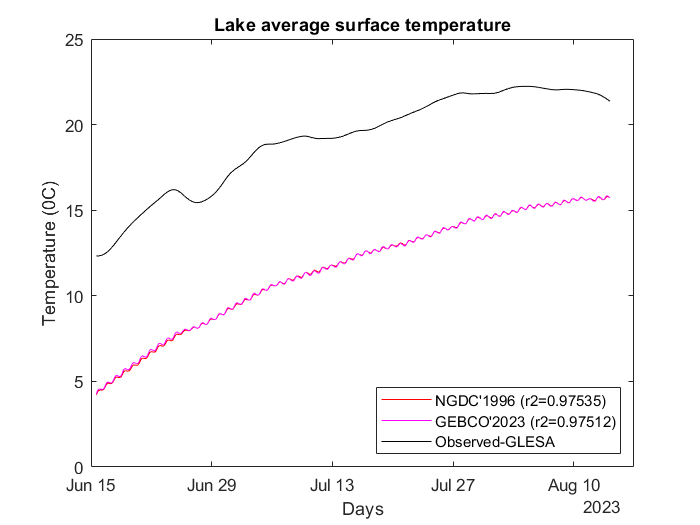 Lake average surface temperature
25
20
15
10
5
0
Temperature (0C)
NGDC'1996 (r2=0.97535)
GEBCO'2023 (r2=0.97512)
Observed-GLESA
Jun 15 Jun 29 Jul 13 Jul 27 Aug 10
Days 2023